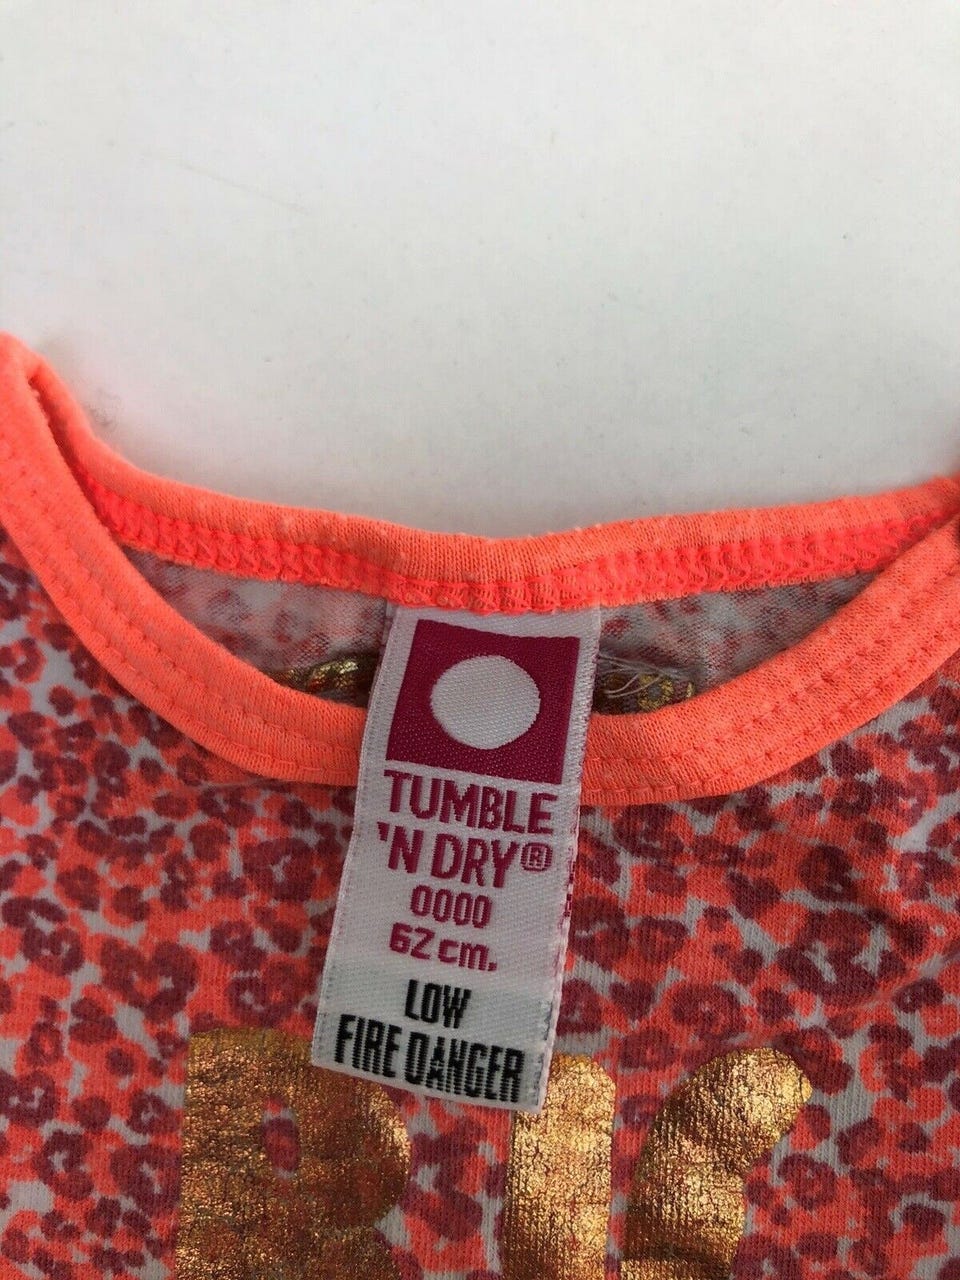 TUMBLE
'N DRY®
0000
62 cm.
LOW
FIRE DANGER